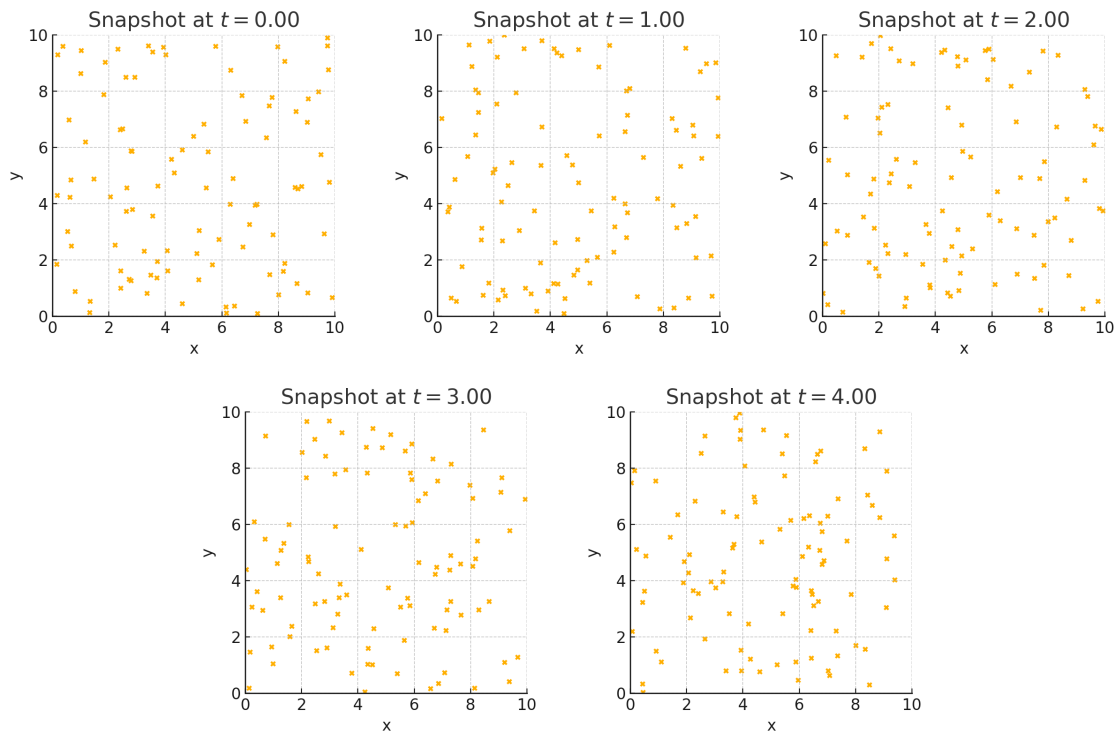 Snapshot at t = 0.00
Snapshot at t = 1.00
Snapshot at t = 2.00
10
8
6
4
2
0
y
0 2 4 6 8 10
x
10
8
6
4
2
0
y
0 2 4 6 8 10
x
10
8
6
4
2
0
y
0 2 4 6 8 10
x
Snapshot at t = 3.00
Snapshot at t = 4.00
10
8
6
4
2
0
y
0 2 4 6 8 10
x
10
8
6
4
2
0
y
0 2 4 6 8 10
x